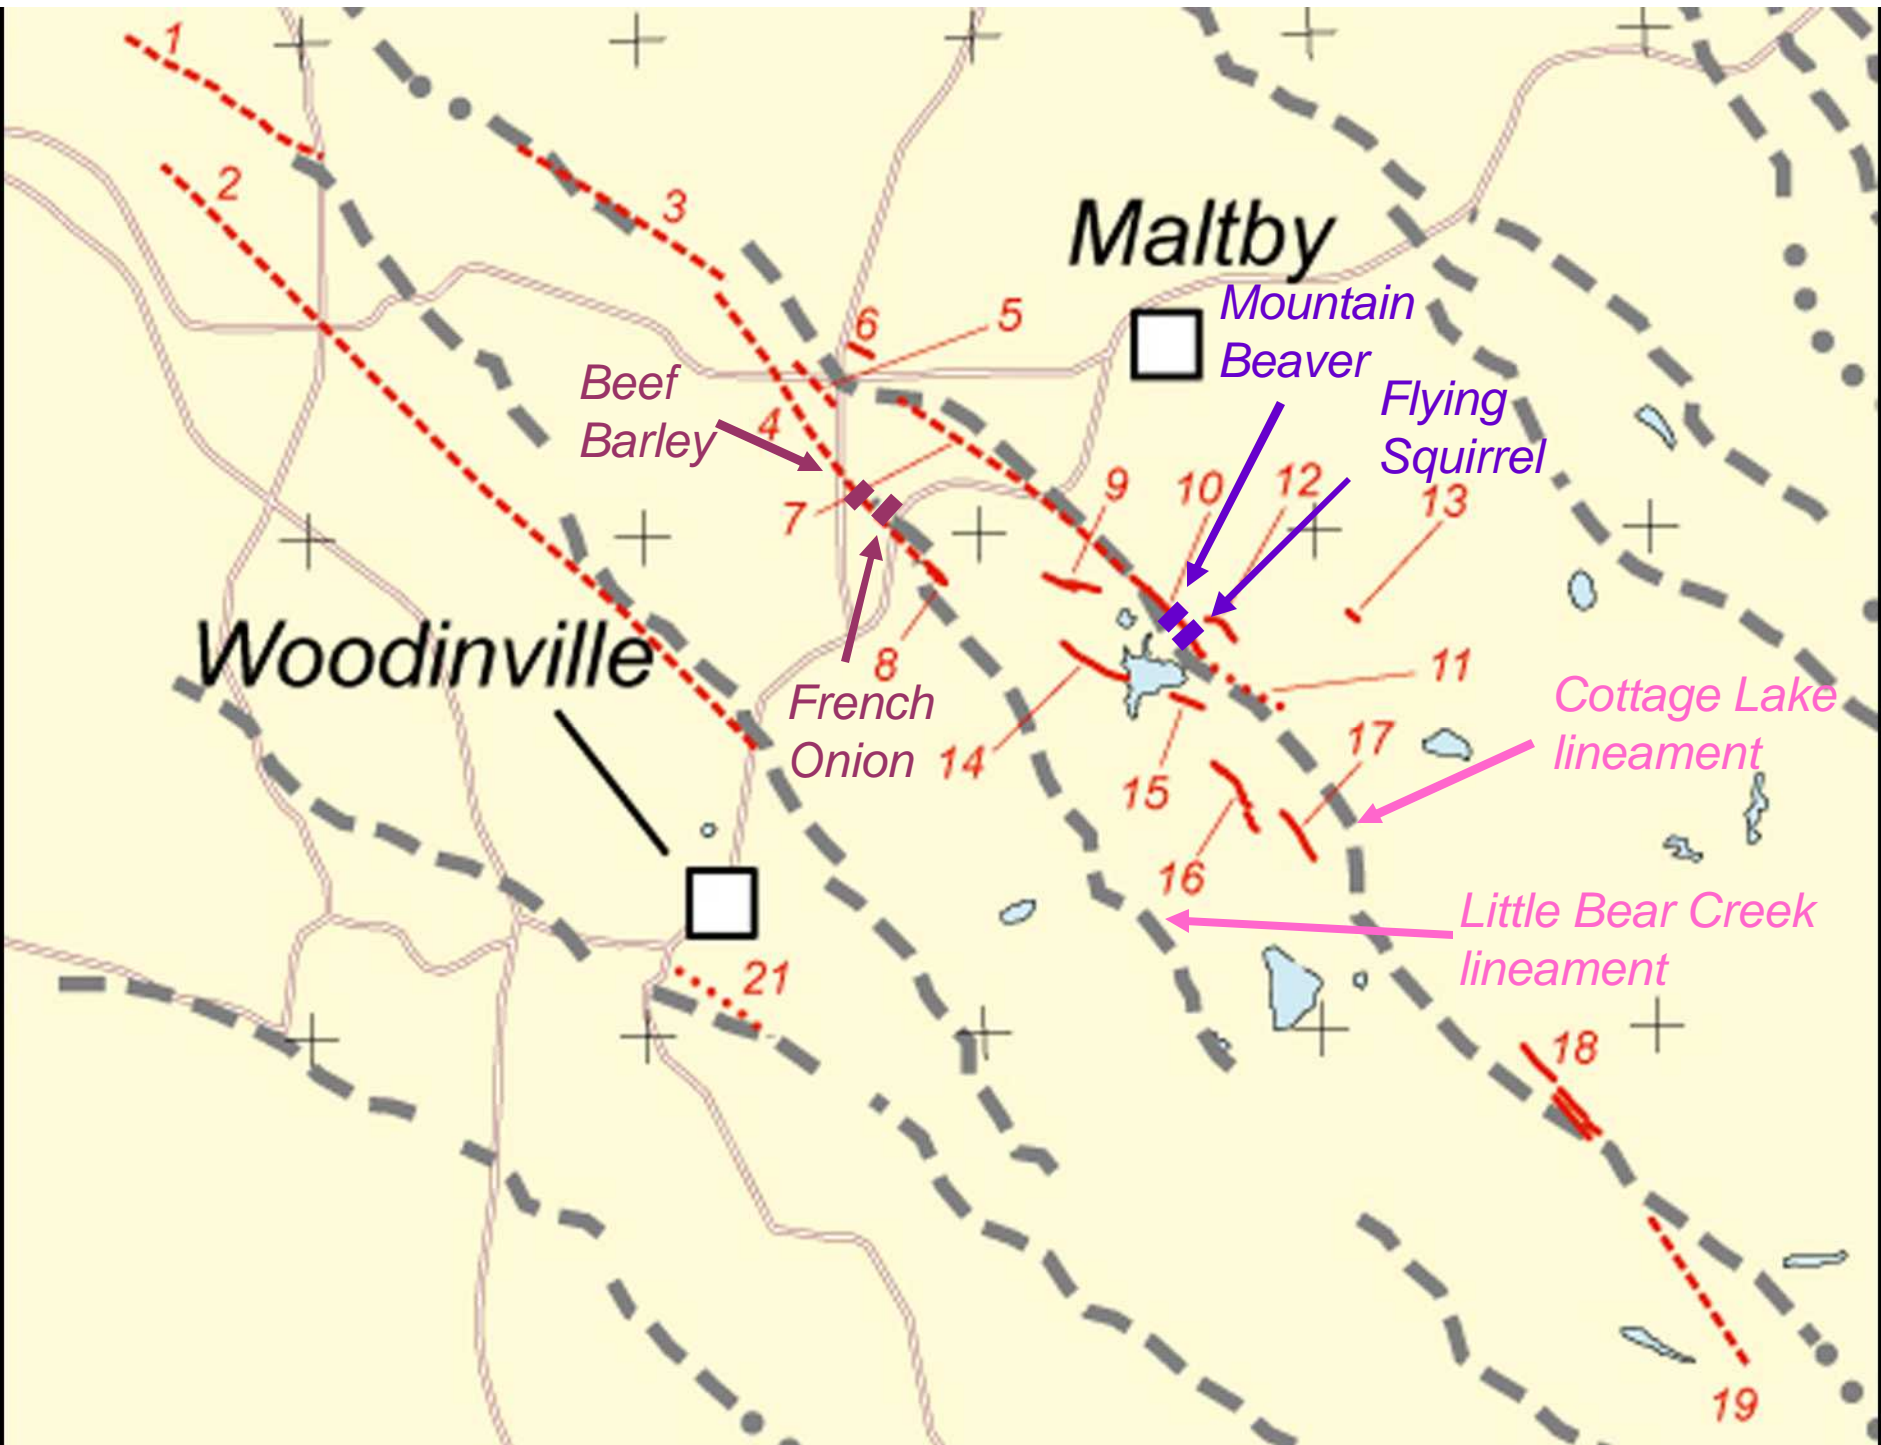 1
2
3
Maltby
Mountain
Beaver
5
6
Beef
Barley
4
Flying
Squirrel
7
9
10
12
13
Woodinville
8
11
French
Onion
14
15
16
17
Cottage Lake
lineament
Little Bear Creek
lineament
21
18
19